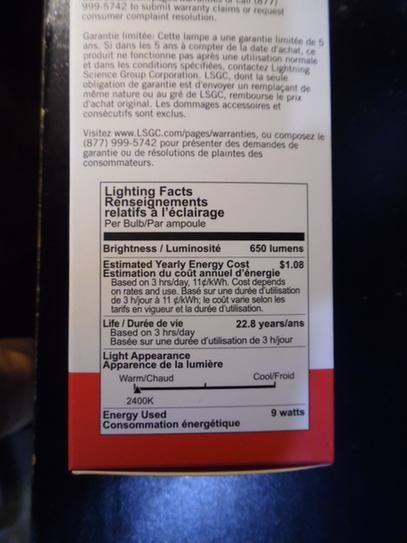 999-5742 to submit warranty claims or request
consumer complaint resolution.
Garantie limitée: Cette lampe a une garantie limitée de 5
ans. Si dans les 5 ans à compter de la date d'achat, ce
produit ne fonctionne pas après une utilisation normale
et dans les conditions spécifiées, contactez Lightning
Science Group Corporation. LSGC, dont la seule
obligation de garantie est d'envoyer un remplaçant de
même nature ou au gré de LSGC, rembourse le prix
d'achat original. Les dommages accessoires et
consécutifs sont exclus.
Visitez www.LSGC.com/pages/warranties, ou composez le
(877) 999-5742 pour présenter des demandes de
garantie ou de résolutions de plaintes des
consommateurs.
Lighting Facts
Renseignements
relatifs à l'éclairage
Per Bulb/Par ampoule
Brightness / Luminosité 650 lumens
Estimated Yearly Energy Cost $1.08
Estimation du coût annuel d'énergie
Based on 3 hrs/day, 11¢/kWh. Cost depends
on rates and use. Basé sur une durée d'utilisation
de 3 h/jour à 11 ¢/kWh; le coût varie selon les
tarifs en vigueur et la durée d'utilisation.
Life / Durée de vie 22.8 years/ans
Based on 3 hrs/day
Basée sur une durée d'utilisation de 3 h/jour
Light Appearance
Apparence de la lumière
Warm/Chaud Cool/Froid
2400K
Energy Used 9 watts
Consommation énergétique